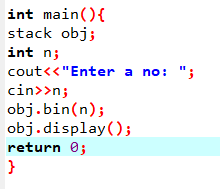 int main(){
stack obj;
int n;
cout<<"Enter a no: ";
cin>>n;
obj.bin(n);
obj.display();
return 0;
}